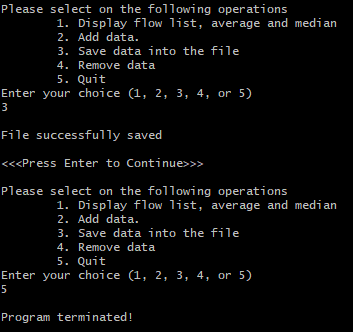 Please select on the following operations
1. Display flow list, average and median
2. Add data.
3. Save data into the file
4. Remove data
5. Quit
Enter your choice (1, 2, 3, 4, or 5)
3
File successfully saved
<<<Press Enter to Continue>>>
Please select on the following operations
1. Display flow list, average and median
2. Add data.
3. Save data into the file
4. Remove data
5. Quit
Enter your choice (1, 2, 3, 4, or 5)
5
Program terminated!